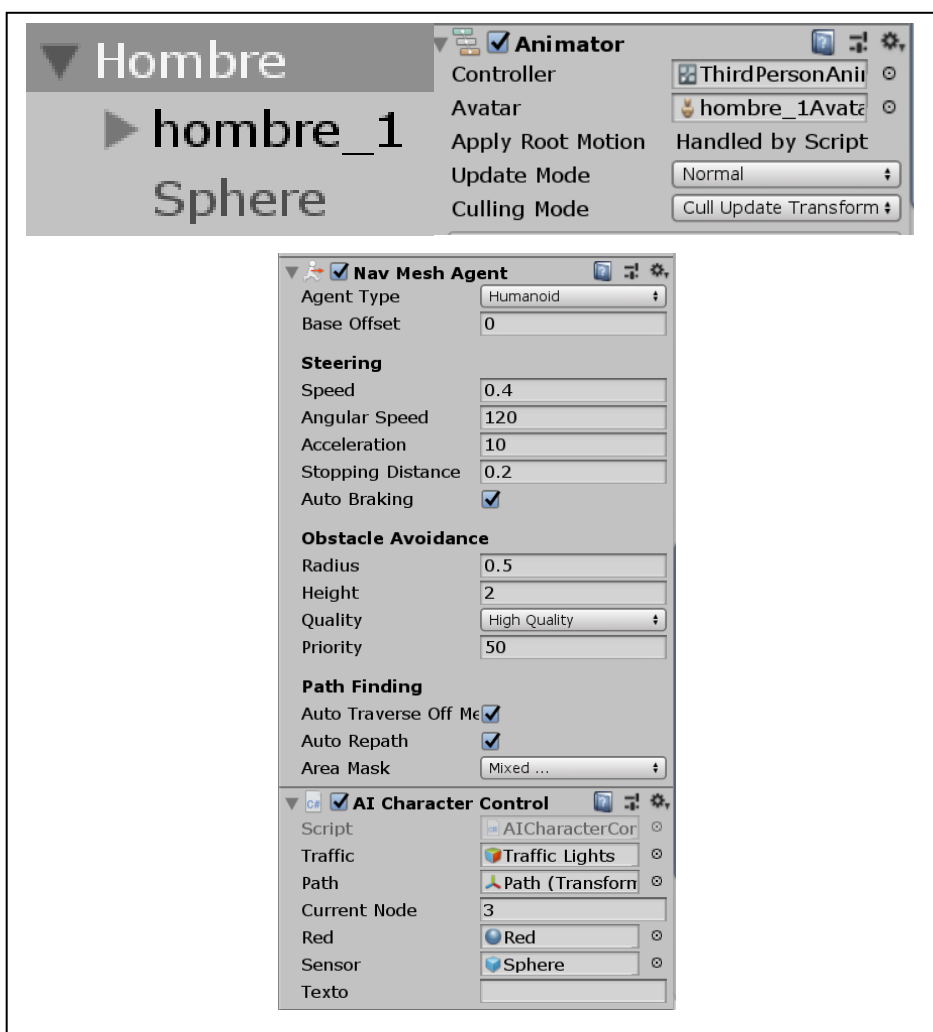 Hombre
hombre_1
Sphere
Animator
Controller ThirdPersonAni
Avatar hombre_1Avata
Apply Root Motion Handled by Script
Update Mode Normal
Culling Mode Cull Update Transform
Nav Mesh Agent
Agent Type Humanoid
Base Offset 0
Steering
Speed 0.4
Angular Speed 120
Acceleration 10
Stopping Distance 0.2
Auto Braking
Obstacle Avoidance
Radius 0.5
Height 2
Quality High Quality
Priority 50
Path Finding
Auto Traverse Off Me
Auto Repath
Area Mask Mixed ...
C# AI Character Control
Script AICharacterCor
Traffic Traffic Lights
Path Path (Transform
Current Node 3
Red Red
Sensor Sphere
Texto